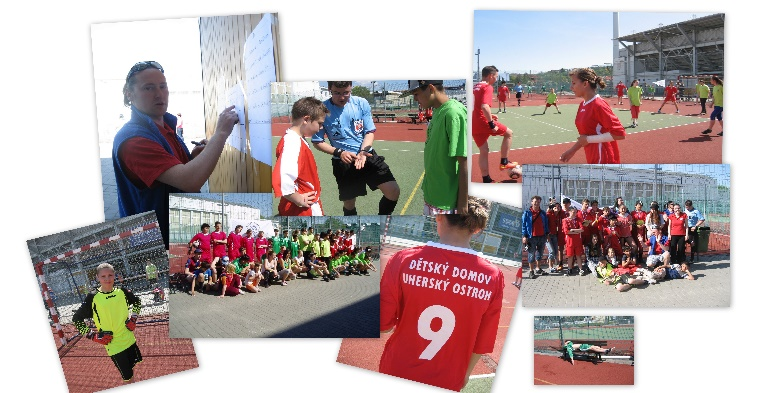 DĚTSKÝ DOMOV
UHERSKÝ OSTROH
9